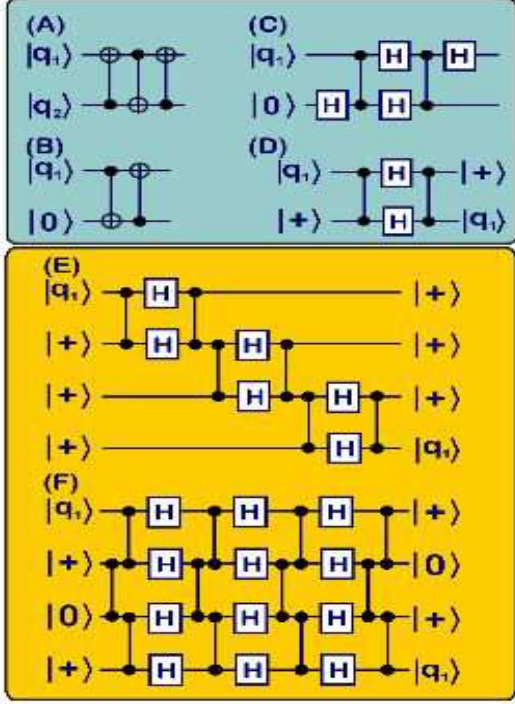 (A) (C)
|q₁⟩ |q₁⟩ H H
|q₂⟩ |0⟩ H H
(B) (D)
|q₁⟩ |q₁⟩ H |+⟩
|0⟩ |+⟩ H |q₁⟩
(E)
|q₁⟩ H |+⟩
|+⟩ H H |+⟩
|+⟩ H H |+⟩
|+⟩ H |q₁⟩
(F)
|q₁⟩ H H H |+⟩
|+⟩ H H H |0⟩
|0⟩ H H H |+⟩
|+⟩ H H H |q₁⟩